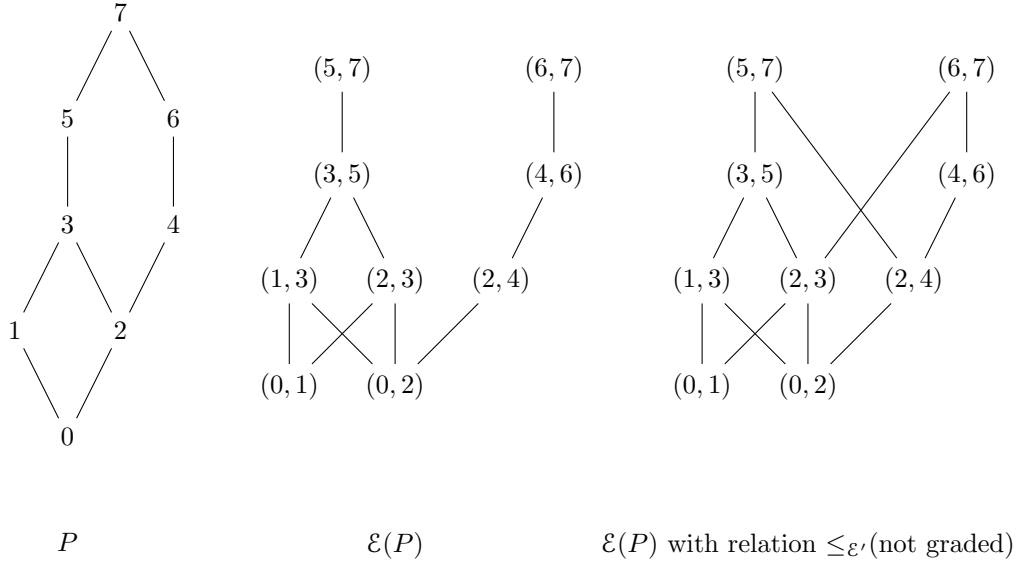 7
(5, 7) (6, 7) (5, 7) (6, 7)
5 6
(3, 5) (4, 6) (3, 5) (4, 6)
3 4
(1, 3) (2, 3) (2, 4) (1, 3) (2, 3) (2, 4)
1 2
(0, 1) (0, 2) (0, 1) (0, 2)
0
P ℰ(P) ℰ(P) with relation ≤_ℰ′(not graded)